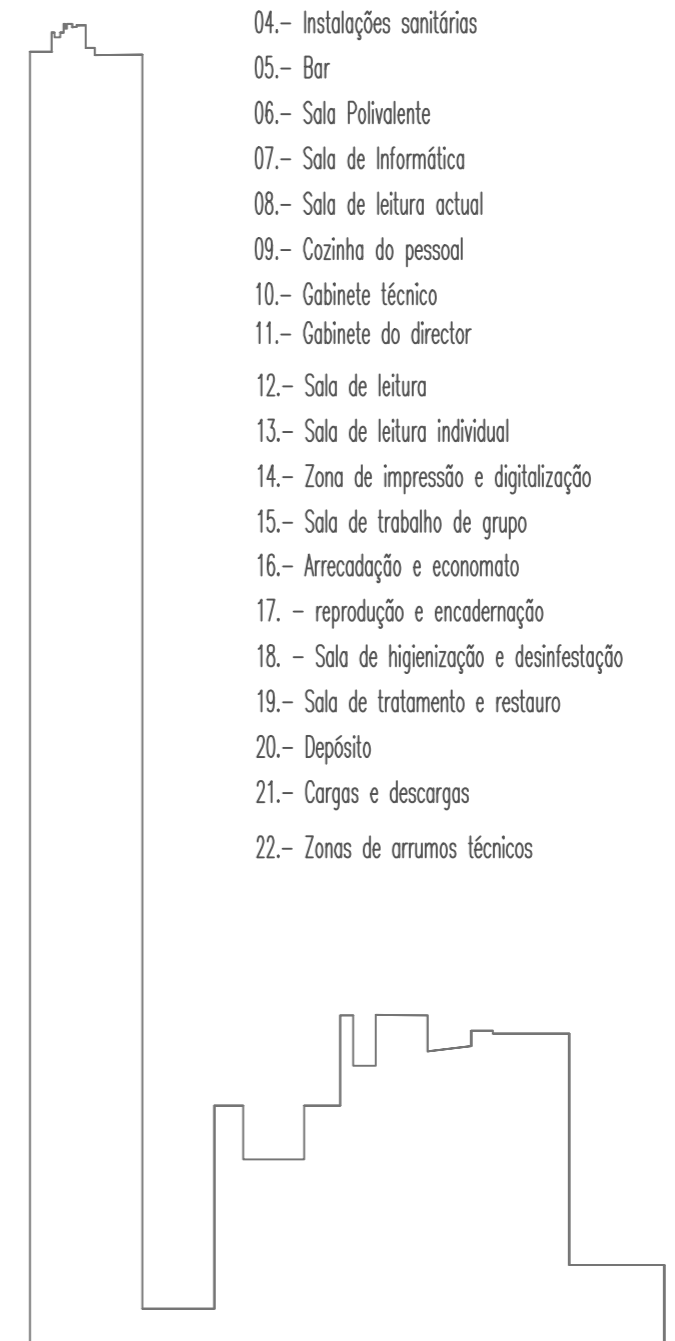 04.– Instalações sanitárias
05.– Bar
06.– Sala Polivalente
07.– Sala de Informática
08.– Sala de leitura actual
09.– Cozinha do pessoal
10.– Gabinete técnico
11.– Gabinete do director
12.– Sala de leitura
13.– Sala de leitura individual
14.– Zona de impressão e digitalização
15.– Sala de trabalho de grupo
16.– Arrecadação e economato
17. – reprodução e encadernação
18. – Sala de higienização e desinfestação
19.– Sala de tratamento e restauro
20.– Depósito
21.– Cargas e descargas
22.– Zonas de arrumos técnicos